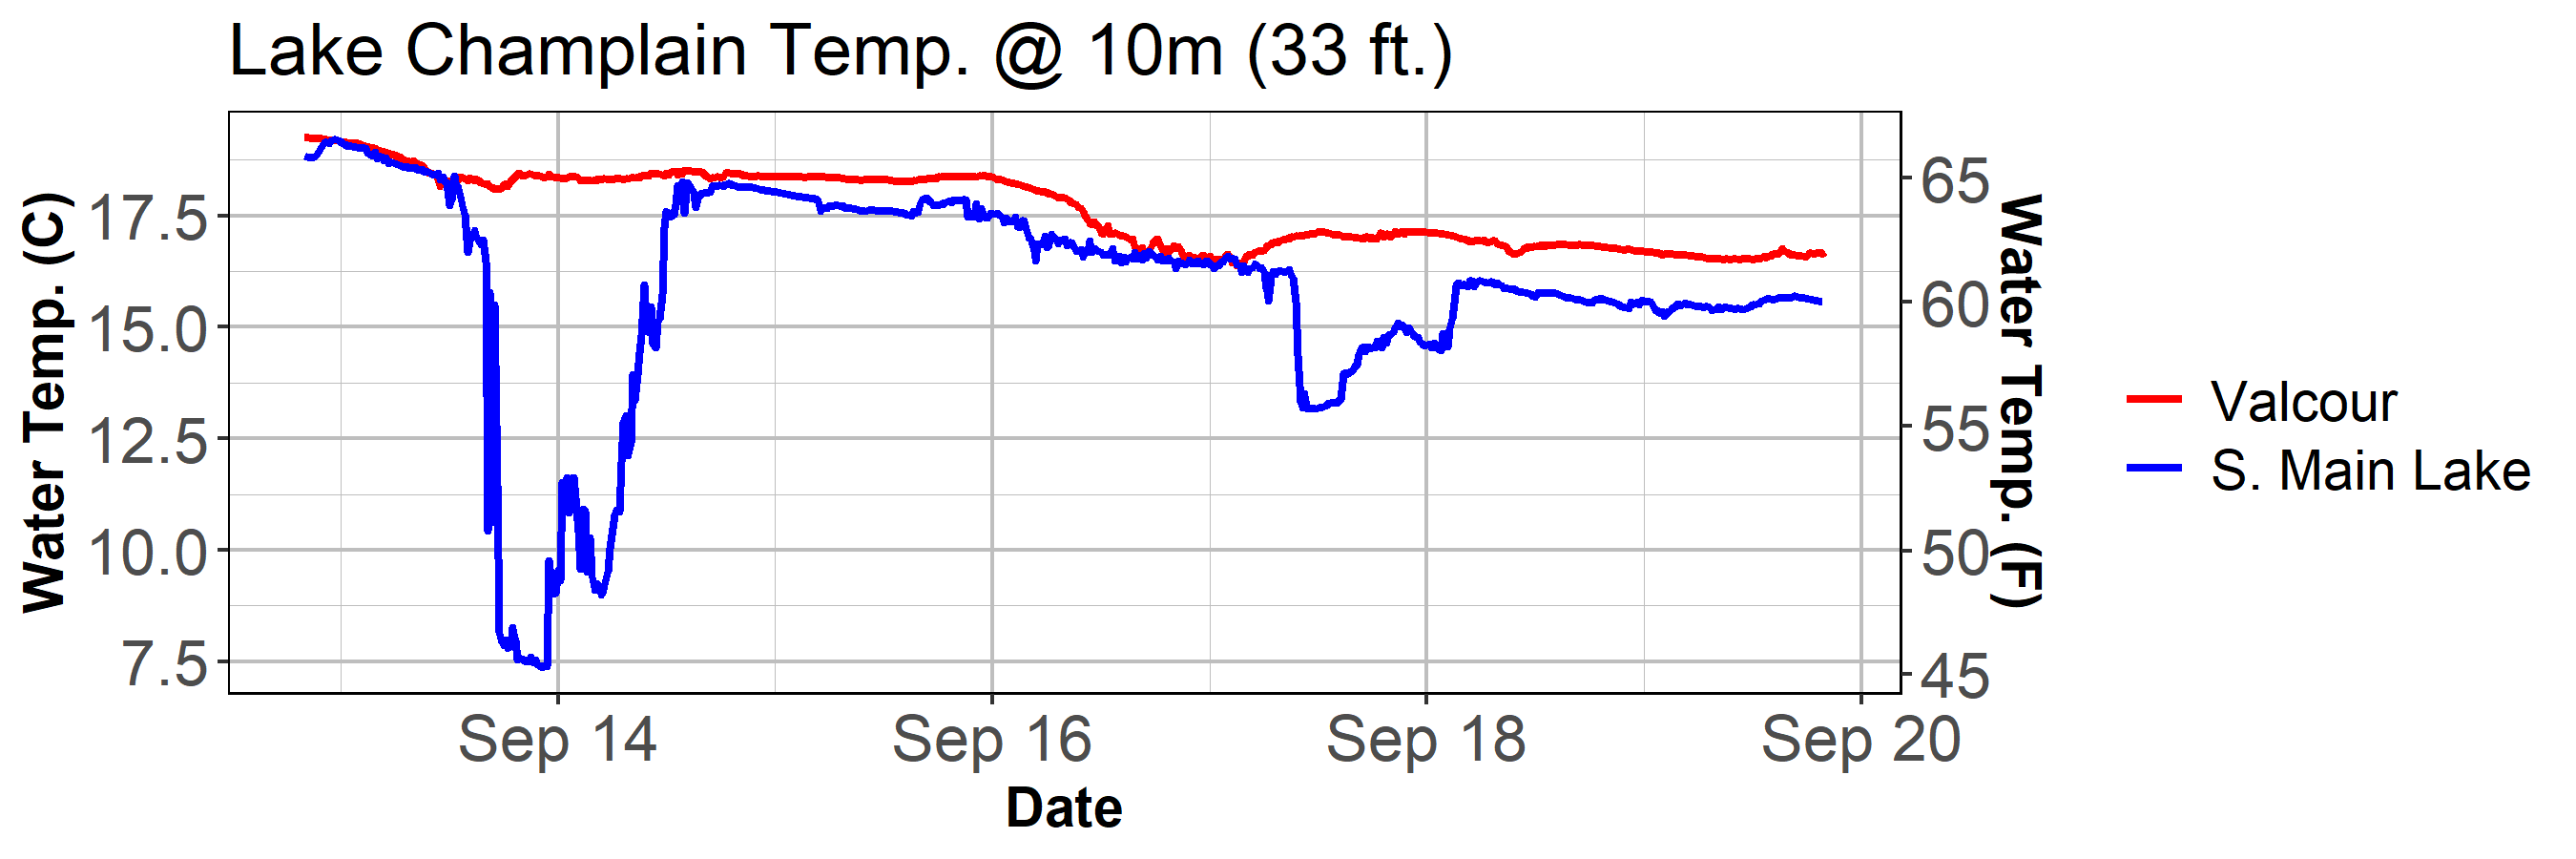 Lake Champlain Temp. @ 10m (33 ft.)
Water Temp. (C)
17.5
15.0
12.5
10.0
7.5
65
60
55
50
45
Water Temp. (F)
Sep 14
Sep 16
Sep 18
Sep 20
Date
Valcour
S. Main Lake